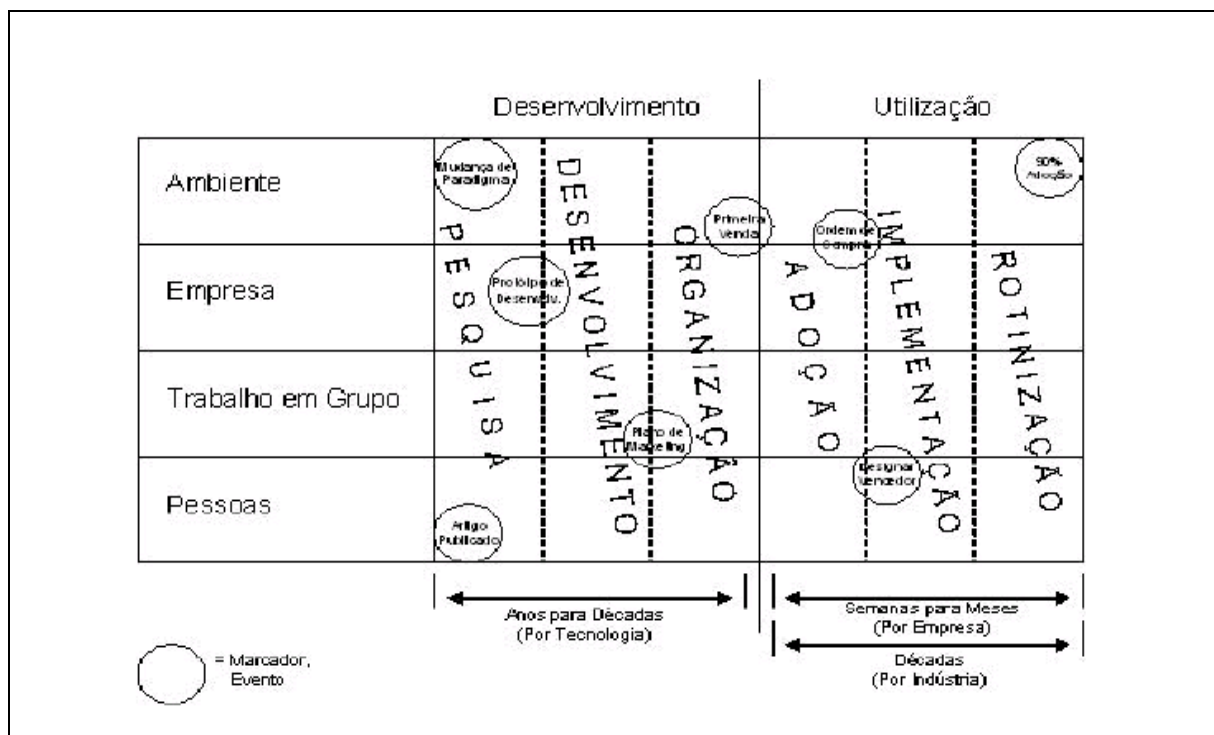 Desenvolvimento
Utilização
Ambiente
Empresa
Trabalho em Grupo
Pessoas
Mudança de
Paradigma
PESQUISA
Artigo
Publicado
Protótipo de
Desenvolv.
DESENVOLVIMENTO
Plano de
Marketing
ORGANIZAÇÃO
Primeira
Venda
ADOÇÃO
Ordem de
Compra
IMPLEMENTAÇÃO
Designar
Vencedor
ROTINIZAÇÃO
90%
Adoção
Anos para Décadas
(Por Tecnologia)
Semanas para Meses
(Por Empresa)
Décadas
(Por Indústria)
= Marcador,
Evento